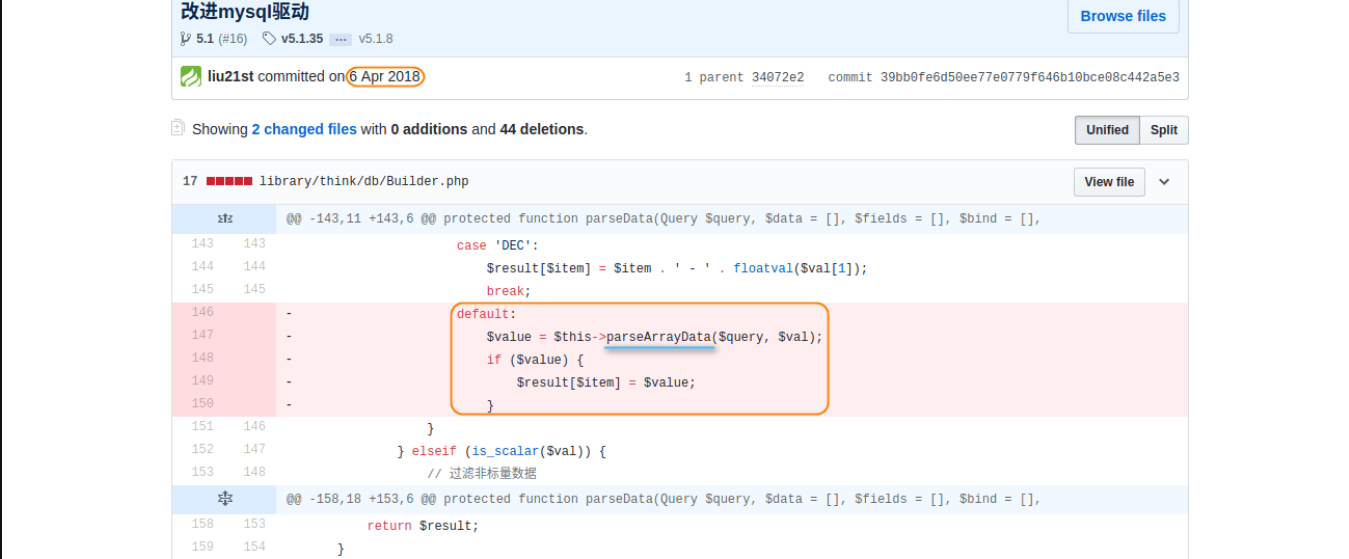 改进mysql驱动
Browse files
5.1 (#16) v5.1.35 ... v5.1.8
liu21st committed on 6 Apr 2018 1 parent 34072e2 commit 39bb0fe6d50ee77e0779f646b10bce08c442a5e3
Showing 2 changed files with 0 additions and 44 deletions. Unified Split
17 library/think/db/Builder.php View file
@@ -143,11 +143,6 @@ protected function parseData(Query $query, $data = [], $fields = [], $bind = [],
143 143 case 'DEC':
144 144 $result[$item] = $item . ' - ' . floatval($val[1]);
145 145 break;
146 - default:
147 - $value = $this->parseArrayData($query, $val);
148 - if ($value) {
149 - $result[$item] = $value;
150 - }
151 146 }
152 147 } elseif (is_scalar($val)) {
153 148 // 过滤非标量数据
@@ -158,18 +153,6 @@ protected function parseData(Query $query, $data = [], $fields = [], $bind = [],
158 153 return $result;
159 154 }